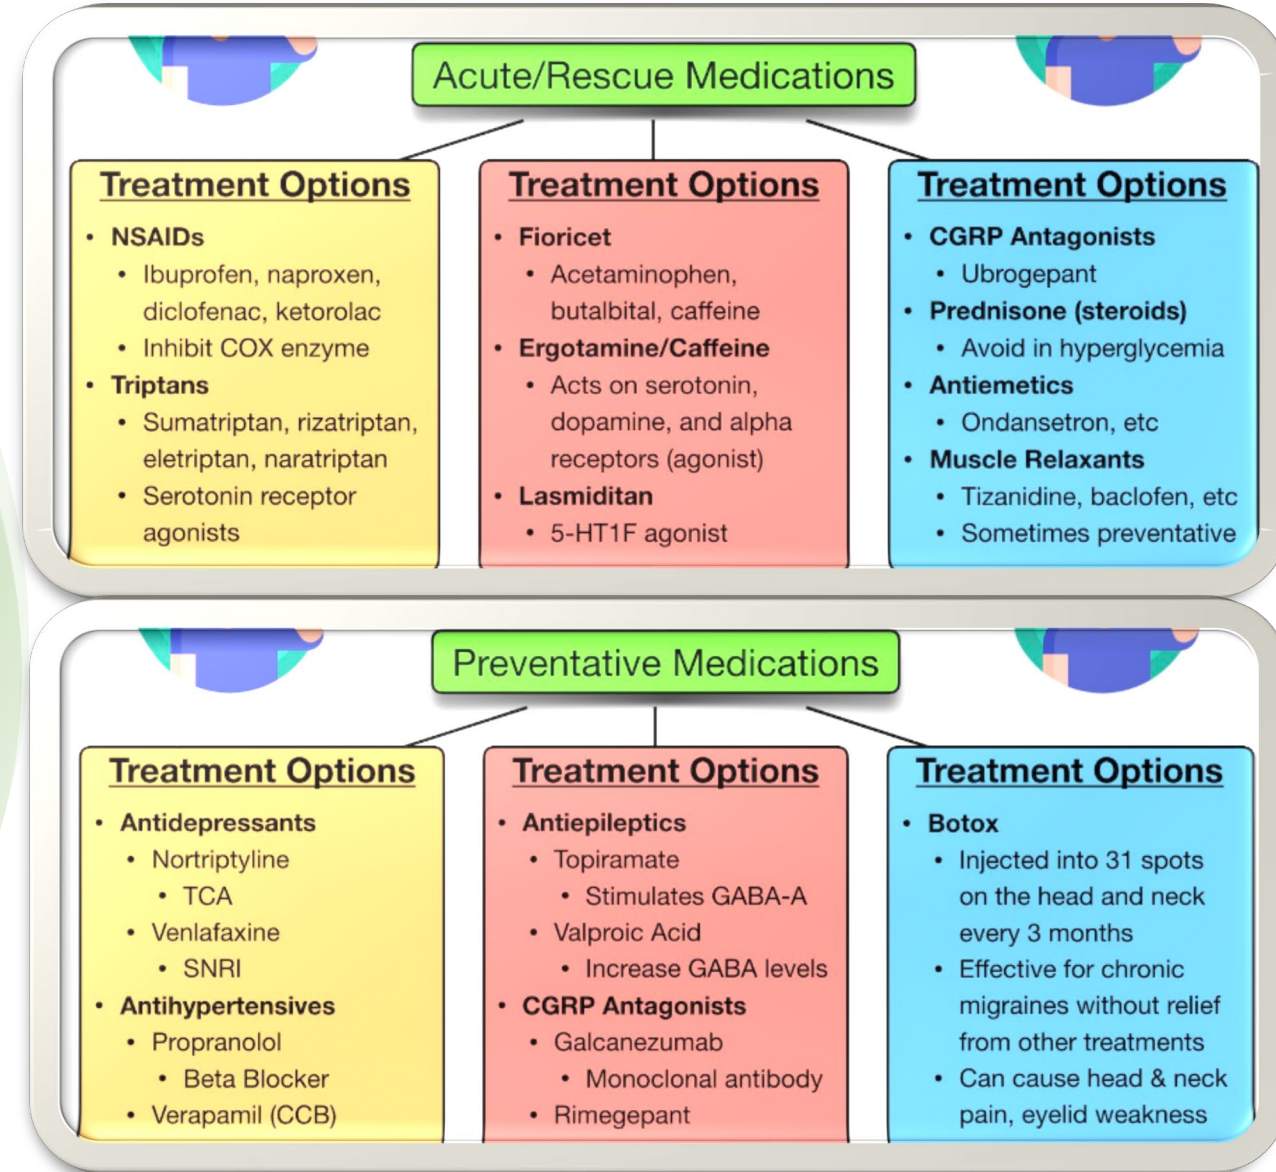 Acute/Rescue Medications
Treatment Options
• NSAIDs
• Ibuprofen, naproxen,
diclofenac, ketorolac
• Inhibit COX enzyme
• Triptans
• Sumatriptan, rizatriptan,
eletriptan, naratriptan
• Serotonin receptor
agonists
Treatment Options
• Fioricet
• Acetaminophen,
butalbital, caffeine
• Ergotamine/Caffeine
• Acts on serotonin,
dopamine, and alpha
receptors (agonist)
• Lasmiditan
• 5-HT1F agonist
Treatment Options
• CGRP Antagonists
• Ubrogepant
• Prednisone (steroids)
• Avoid in hyperglycemia
• Antiemetics
• Ondansetron, etc
• Muscle Relaxants
• Tizanidine, baclofen, etc
• Sometimes preventative
Preventative Medications
Treatment Options
• Antidepressants
• Nortriptyline
• TCA
• Venlafaxine
• SNRI
• Antihypertensives
• Propranolol
• Beta Blocker
• Verapamil (CCB)
Treatment Options
• Antiepileptics
• Topiramate
• Stimulates GABA-A
• Valproic Acid
• Increase GABA levels
• CGRP Antagonists
• Galcanezumab
• Monoclonal antibody
• Rimegepant
Treatment Options
• Botox
• Injected into 31 spots
on the head and neck
every 3 months
• Effective for chronic
migraines without relief
from other treatments
• Can cause head & neck
pain, eyelid weakness